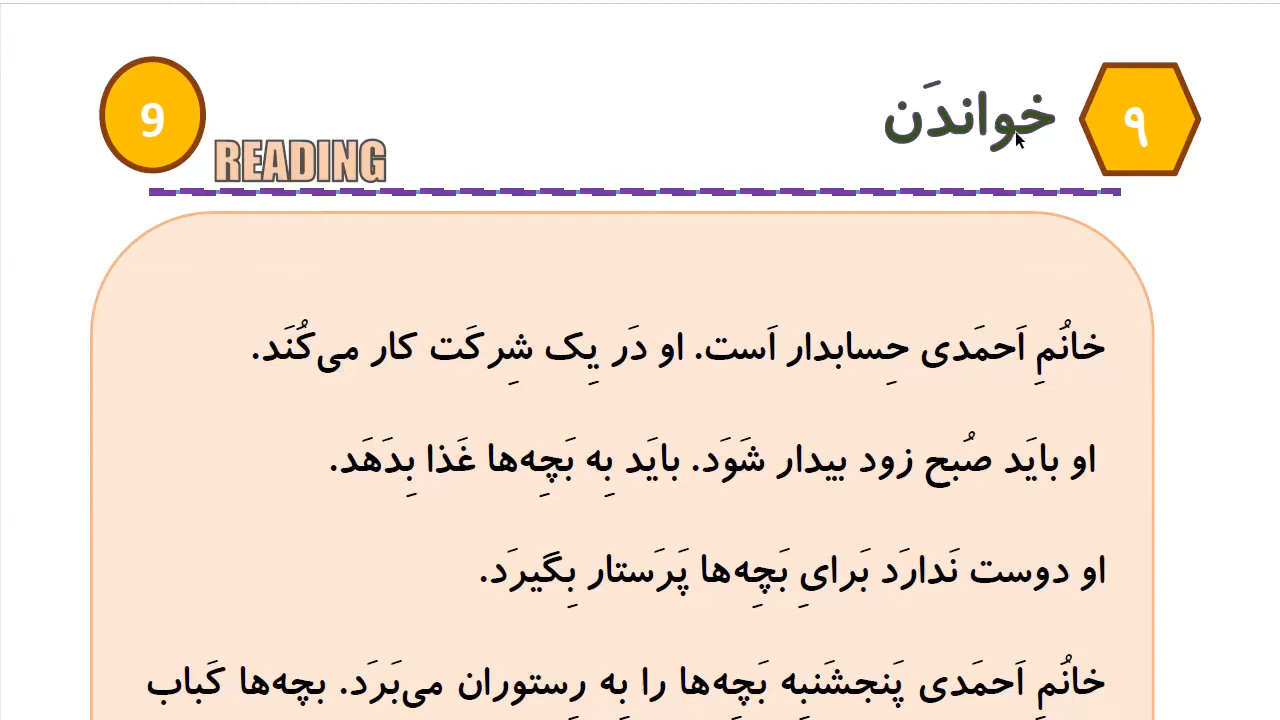 ۹
خواندَن
9
READING
خانُمِ اَحمَدی حِسابدار اَست. او دَر یِک شِرکَت کار می‌کُنَد.
او بایَد صُبح زود بیدار شَوَد. بایَد بِه بَچِه‌ها غَذا بِدَهَد.
او دوست نَدارَد بَرایِ بَچِه‌ها پَرَستار بِگیرَد.
خانُمِ اَحمَدی پَنجشَنبه بَچِه‌ها را به رستوران می‌بَرَد. بچه‌ها کَباب